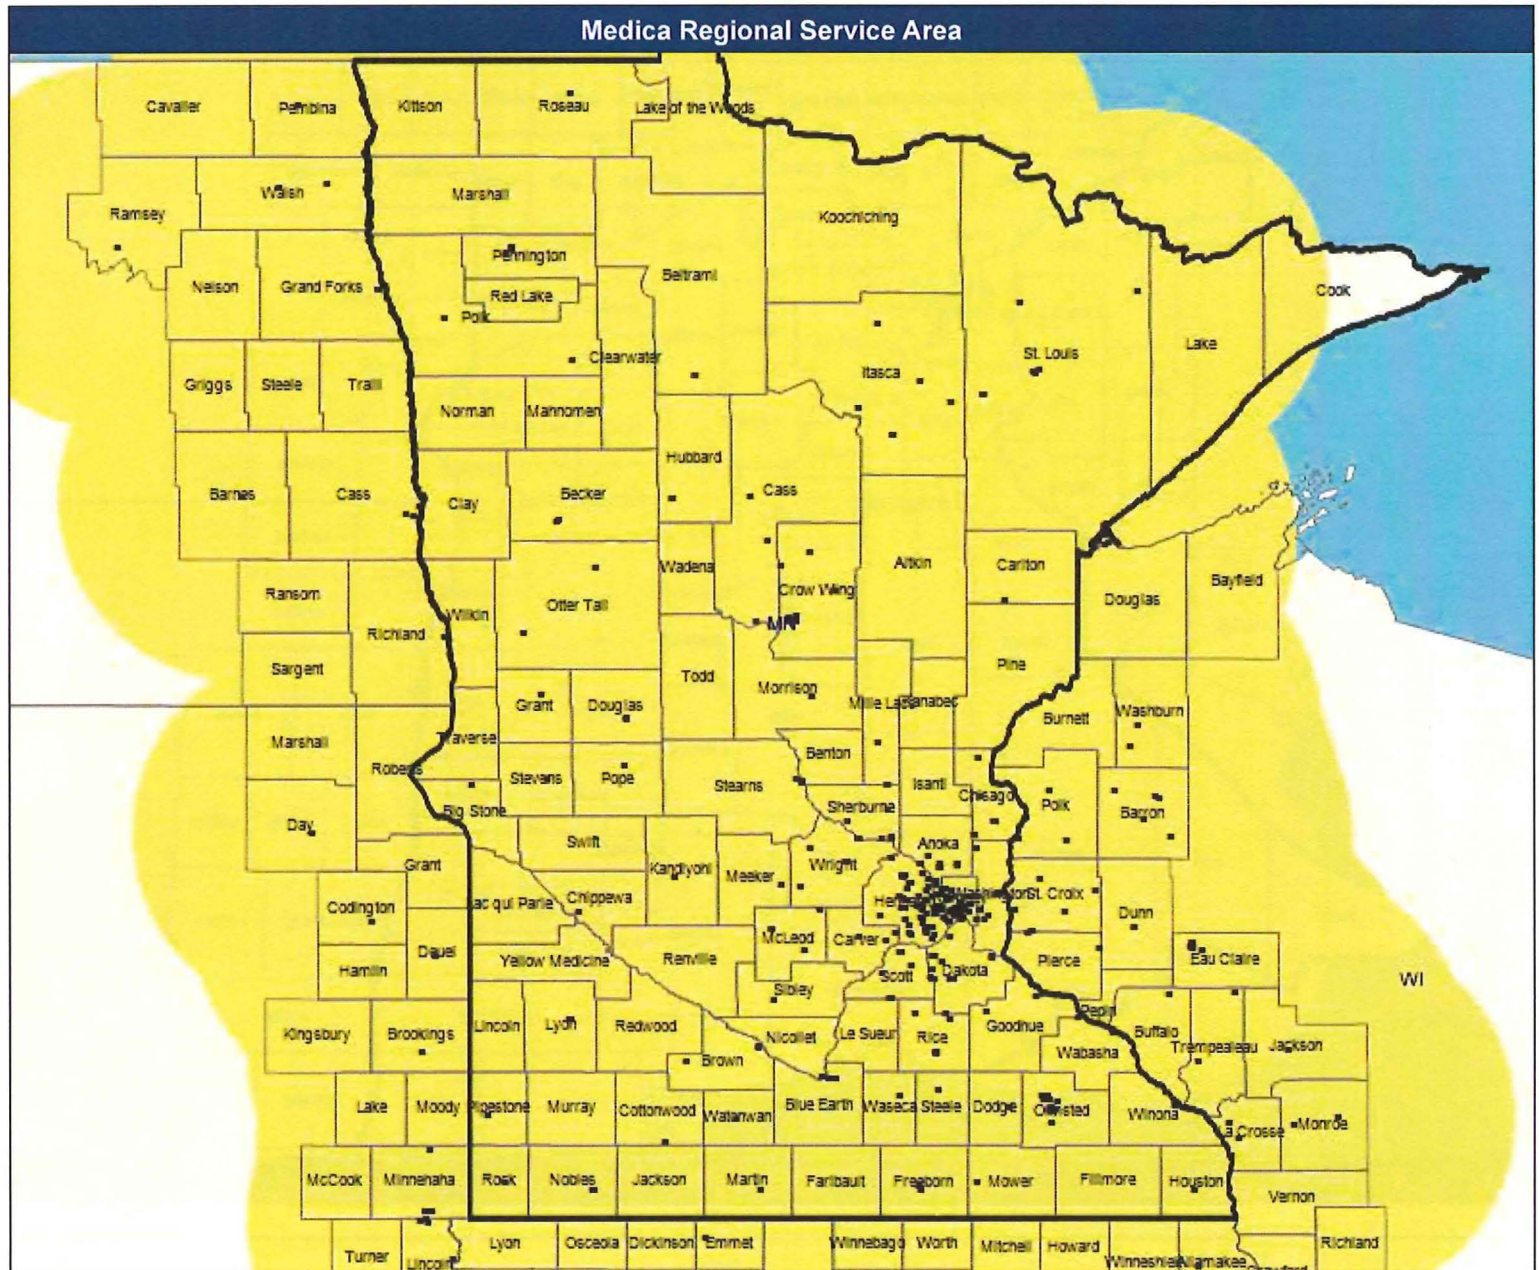 Medica Regional Service Area
Cavalier
Pembina
Kittson
Roseau
Lake of the Woods
Walsh
Marshall
Ramsey
Koochiching
Pennington
Beltrami
Nelson
Grand Forks
Red Lake
Cook
Polk
Lake
St. Louis
Clearwater
Itasca
Griggs
Steele
Traill
Norman
Mahnomen
Hubbard
Barnes
Cass
Clay
Becker
Cass
Aitkin
Carlton
Wadena
Crow Wing
Bayfield
Ransom
Otter Tail
Douglas
Wilkin
MN
Richland
Sargent
Pine
Todd
Morrison
Grant
Douglas
Mille Lacs
Kanabec
Washburn
Burnett
Marshall
Traverse
Benton
Roberts
Stevens
Pope
Stearns
Isanti
Chisago
Polk
Big Stone
Sherburne
Barron
Day
Swift
Anoka
Grant
Kandiyohi
Meeker
Wright
Washington
St. Croix
Lac qui Parle
Chippewa
Codington
Dunn
McLeod
Carver
Deuel
Yellow Medicine
Renville
Pierce
Eau Claire
Hamlin
Scott
Dakota
WI
Sibley
Pepin
Kingsbury
Brookings
Lincoln
Lyon
Redwood
Nicollet
Le Sueur
Rice
Goodhue
Buffalo
Trempealeau
Jackson
Brown
Wabasha
Lake
Moody
Pipestone
Murray
Cottonwood
Watonwan
Blue Earth
Waseca
Steele
Dodge
Olmsted
Winona
La Crosse
Monroe
McCook
Minnehaha
Rock
Nobles
Jackson
Martin
Faribault
Freeborn
Mower
Fillmore
Houston
Vernon
Turner
Lincoln
Lyon
Osceola
Dickinson
Emmet
Winnebago
Worth
Mitchell
Howard
Winneshiek
Allamakee
Crawford
Richland